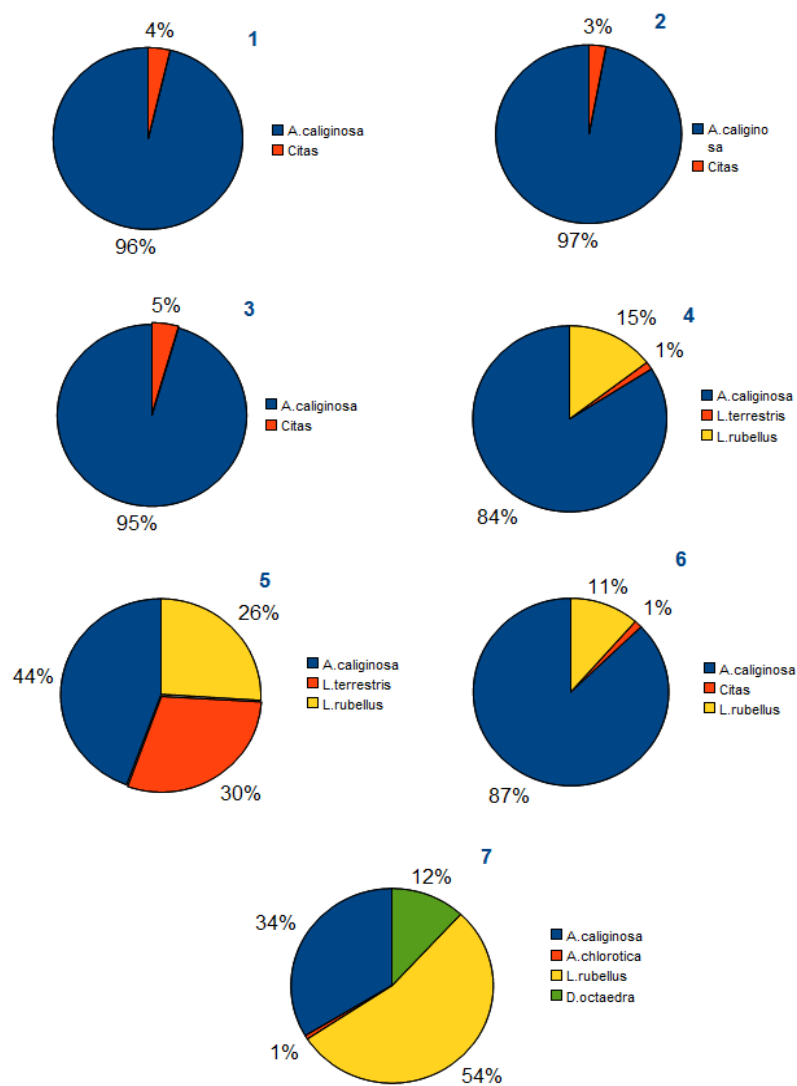 4%
1
A.caliginosa
Citas
96%
3%
2
A.caligino
sa
Citas
97%
5%
3
A.caliginosa
Citas
95%
15%
4
1%
A.caliginosa
L.terrestris
L.rubellus
84%
5
26%
44%
A.caliginosa
L.terrestris
L.rubellus
30%
6
11%
1%
A.caliginosa
Citas
L.rubellus
87%
7
12%
34%
A.caliginosa
A.chlorotica
L.rubellus
D.octaedra
1%
54%